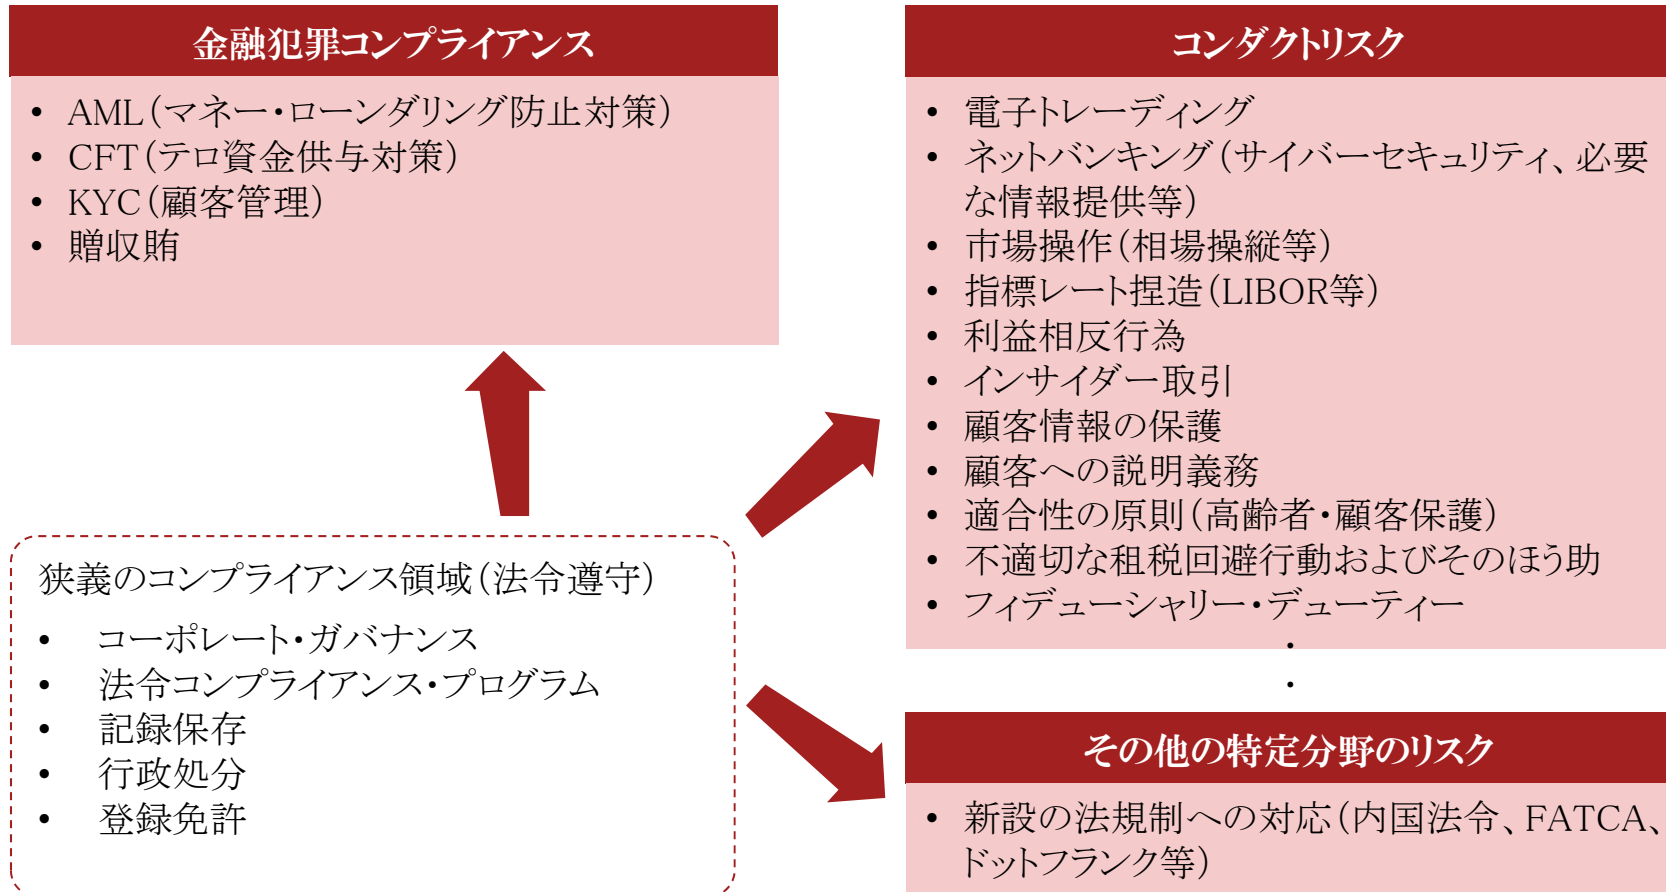 金融犯罪コンプライアンス
• AML(マネー・ローンダリング防止対策)
• CFT(テロ資金供与対策)
• KYC(顧客管理)
• 贈収賄
コンダクトリスク
• 電子トレーディング
• ネットバンキング(サイバーセキュリティ、必要
な情報提供等)
• 市場操作(相場操縦等)
• 指標レート捏造(LIBOR等)
• 利益相反行為
• インサイダー取引
• 顧客情報の保護
• 顧客への説明義務
• 適合性の原則(高齢者・顧客保護)
• 不適切な租税回避行動およびそのほう助
• フィデューシャリー・デューティー
・
・
狭義のコンプライアンス領域(法令遵守)
• コーポレート・ガバナンス
• 法令コンプライアンス・プログラム
• 記録保存
• 行政処分
• 登録免許
その他の特定分野のリスク
• 新設の法規制への対応(内国法令、FATCA、
ドットフランク等)